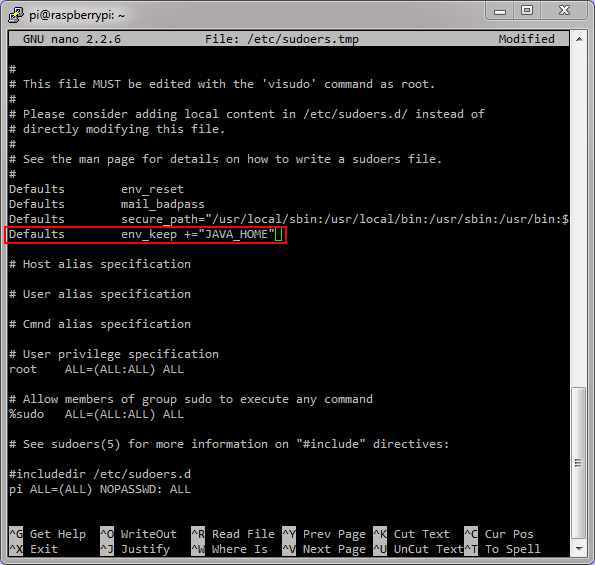 pi@raspberrypi: ~
GNU nano 2.2.6 File: /etc/sudoers.tmp Modified
#
# This file MUST be edited with the 'visudo' command as root.
#
# Please consider adding local content in /etc/sudoers.d/ instead of
# directly modifying this file.
#
# See the man page for details on how to write a sudoers file.
#
Defaults env_reset
Defaults mail_badpass
Defaults secure_path="/usr/local/sbin:/usr/local/bin:/usr/sbin:/usr/bin:$
Defaults env_keep +="JAVA_HOME"
# Host alias specification
# User alias specification
# Cmnd alias specification
# User privilege specification
root ALL=(ALL:ALL) ALL
# Allow members of group sudo to execute any command
%sudo ALL=(ALL:ALL) ALL
# See sudoers(5) for more information on "#include" directives:
#includedir /etc/sudoers.d
pi ALL=(ALL) NOPASSWD: ALL
^G Get Help ^O WriteOut ^R Read File ^Y Prev Page ^K Cut Text ^C Cur Pos
^X Exit ^J Justify ^W Where Is ^V Next Page ^U UnCut Text ^T To Spell